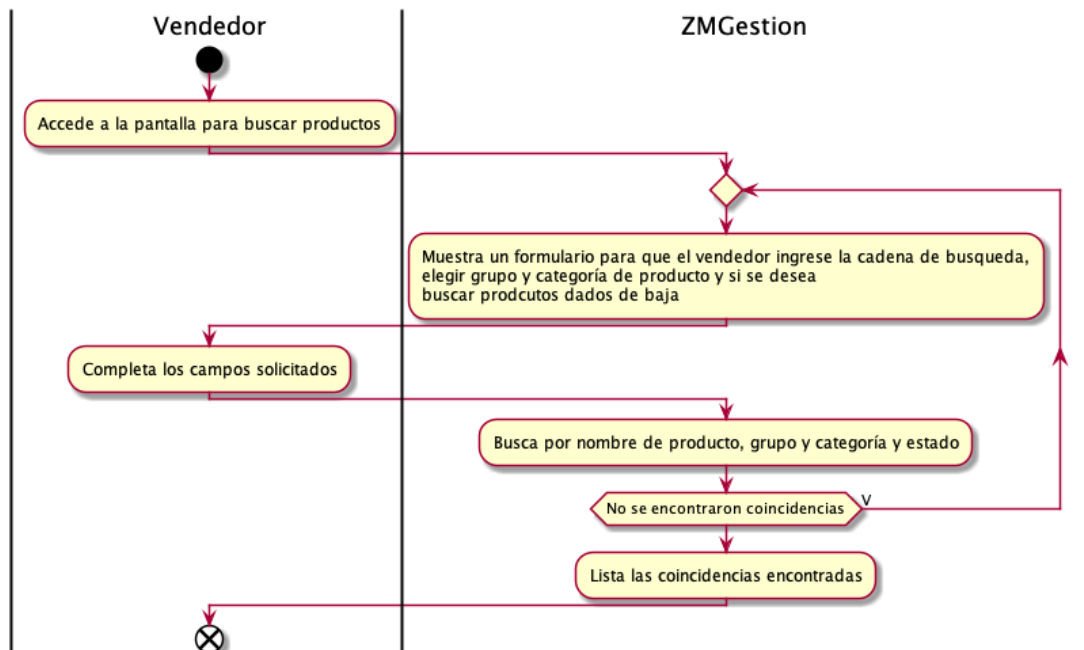 Vendedor
ZMGestion
Accede a la pantalla para buscar productos
Muestra un formulario para que el vendedor ingrese la cadena de busqueda,
elegir grupo y categoría de producto y si se desea
buscar prodcutos dados de baja
Completa los campos solicitados
Busca por nombre de producto, grupo y categoría y estado
No se encontraron coincidencias
V
Lista las coincidencias encontradas